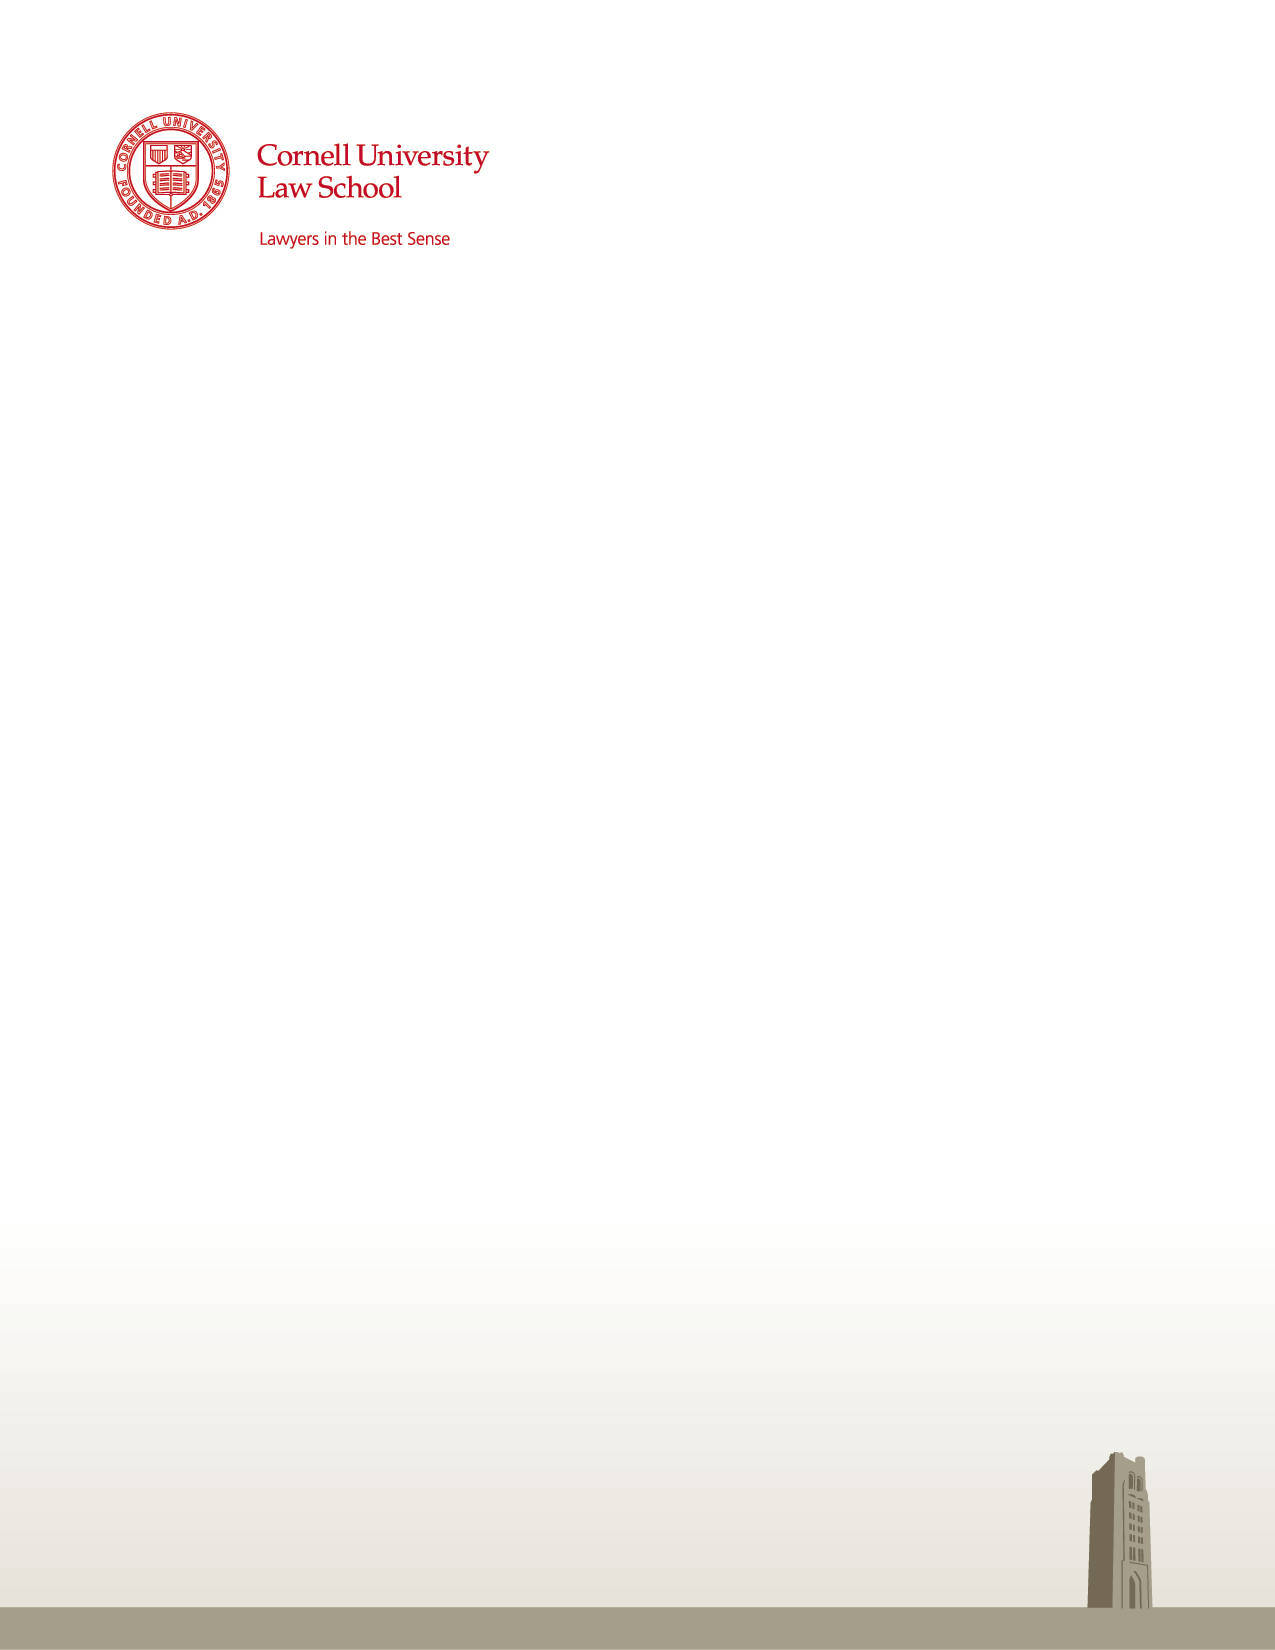 CORNELL UNIVERSITY
FOUNDED A.D. 1865
Cornell University
Law School
Lawyers in the Best Sense